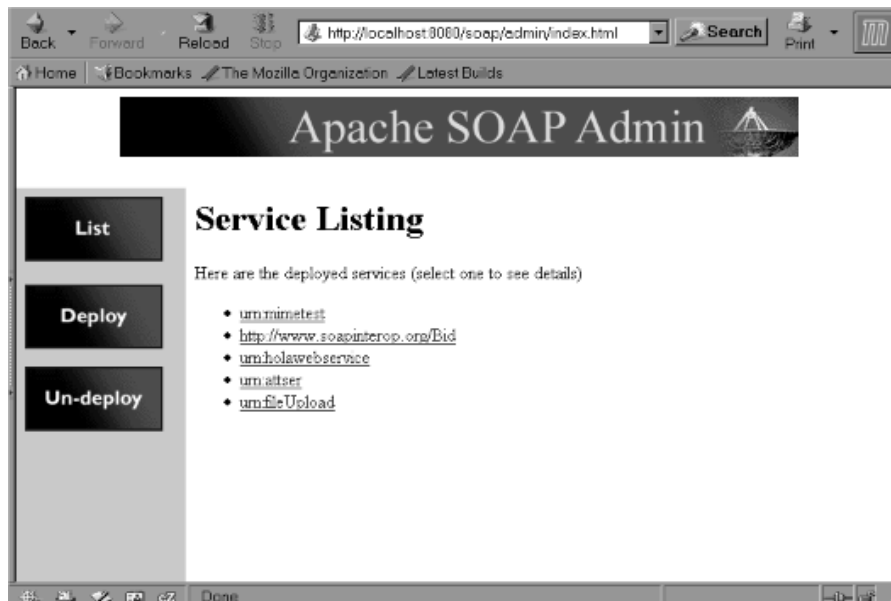 Back Forward Reload Stop http://localhost:8080/soap/admin/index.html Search Print
Home Bookmarks The Mozilla Organization Latest Builds
Apache SOAP Admin
List
Deploy
Un-deploy
Service Listing
Here are the deployed services (select one to see details)
urn:mimetest
http://www.soapinterop.org/Bid
urn:holawebservice
urn:attser
urn:fileUpload
Done